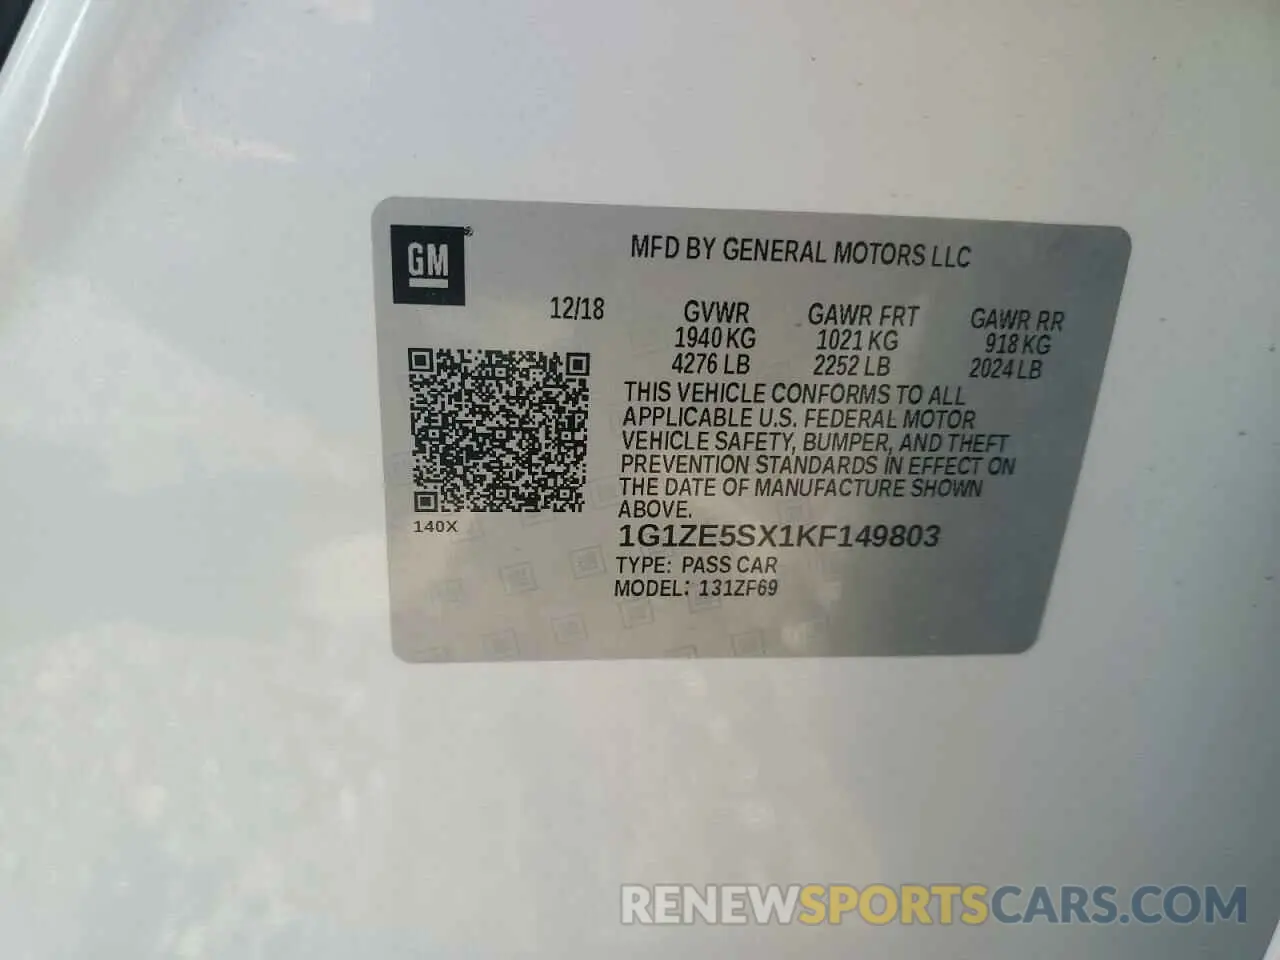 GM
MFD BY GENERAL MOTORS LLC
12/18 GVWR GAWR FRT GAWR RR
1940 KG 1021 KG 918 KG
4276 LB 2252 LB 2024 LB
THIS VEHICLE CONFORMS TO ALL
APPLICABLE U.S. FEDERAL MOTOR
VEHICLE SAFETY, BUMPER, AND THEFT
PREVENTION STANDARDS IN EFFECT ON
THE DATE OF MANUFACTURE SHOWN
ABOVE.
140X
1G1ZE5SX1KF149803
TYPE: PASS CAR
MODEL: 131ZF69
RENEWSPORTSCARS.COM